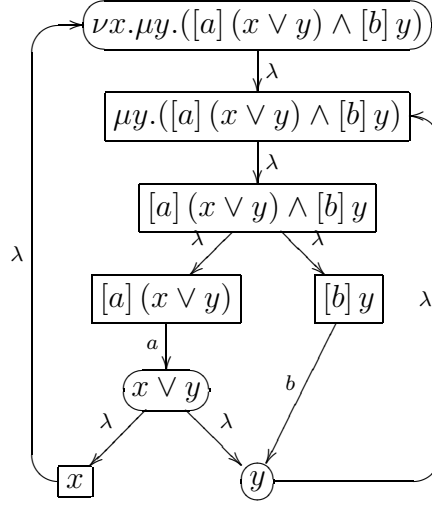 νx.μy.([a] (x ∨ y) ∧ [b] y)
λ
μy.([a] (x ∨ y) ∧ [b] y)
λ
[a] (x ∨ y) ∧ [b] y
λ λ
λ
[a] (x ∨ y) [b] y
λ
a
b
x ∨ y
λ λ
x y